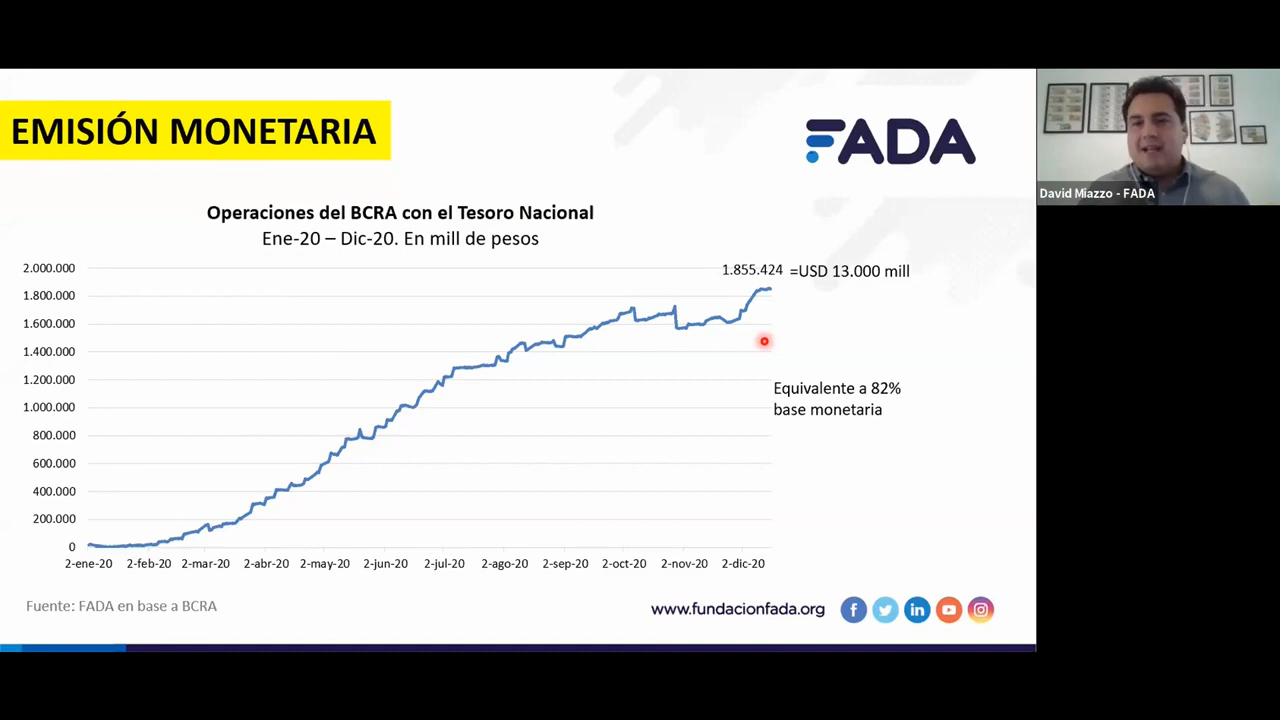 EMISIÓN MONETARIA
FADA
David Miazzo - FADA
Operaciones del BCRA con el Tesoro Nacional
Ene-20 – Dic-20. En mill de pesos
2.000.000
1.855.424 =USD 13.000 mill
1.800.000
1.600.000
1.400.000
1.200.000
1.000.000
800.000
600.000
400.000
200.000
0
Equivalente a 82%
base monetaria
2-ene-20 2-feb-20 2-mar-20 2-abr-20 2-may-20 2-jun-20 2-jul-20 2-ago-20 2-sep-20 2-oct-20 2-nov-20 2-dic-20
Fuente: FADA en base a BCRA
www.fundacionfada.org